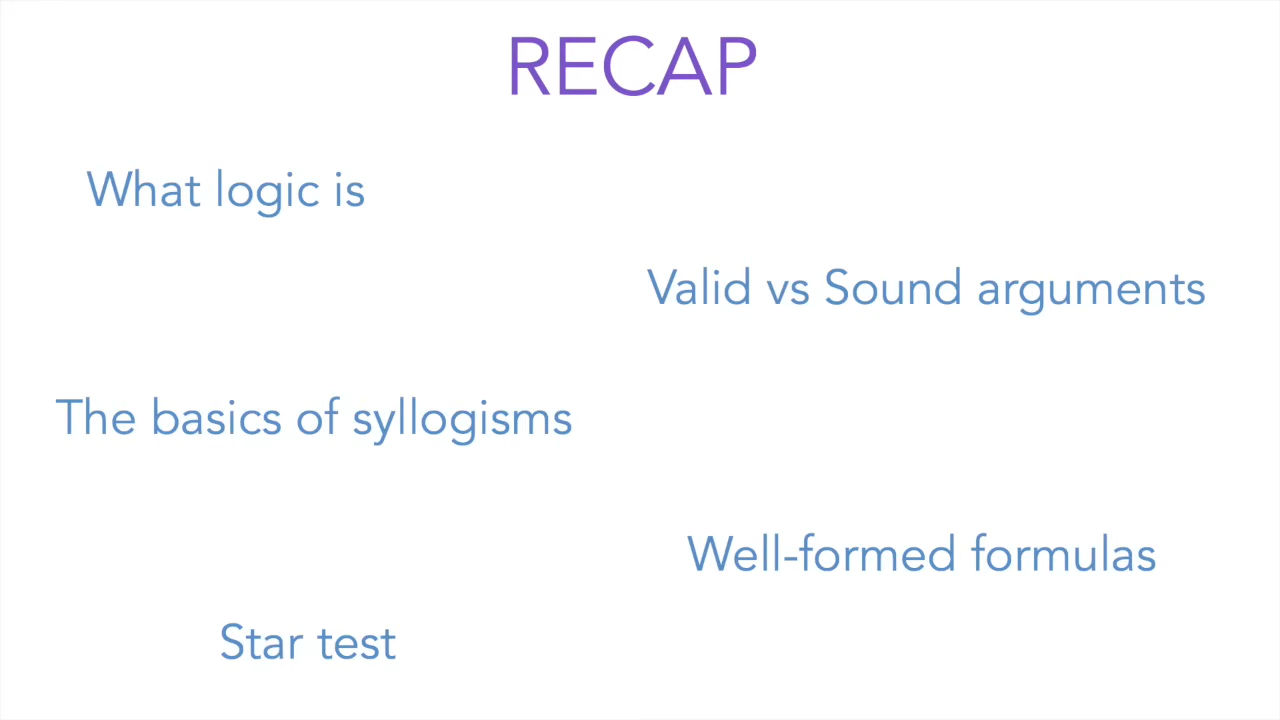 RECAP
What logic is
Valid vs Sound arguments
The basics of syllogisms
Well-formed formulas
Star test